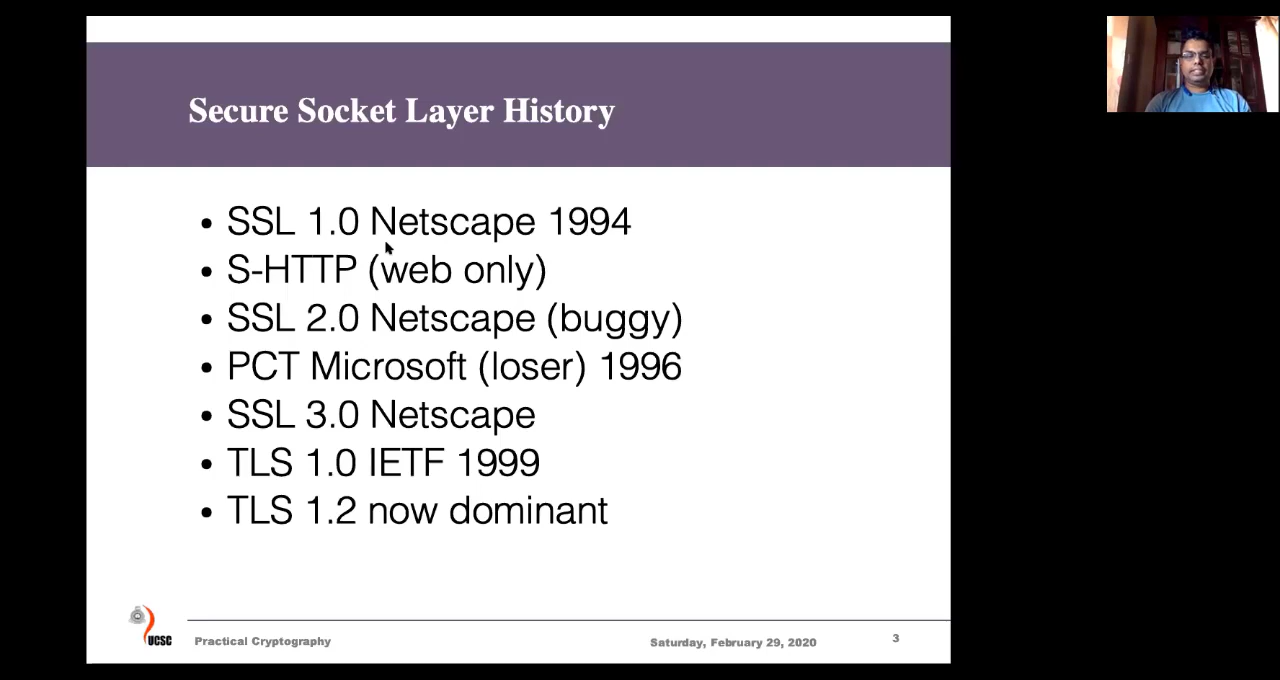 Secure Socket Layer History
• SSL 1.0 Netscape 1994
• S-HTTP (web only)
• SSL 2.0 Netscape (buggy)
• PCT Microsoft (loser) 1996
• SSL 3.0 Netscape
• TLS 1.0 IETF 1999
• TLS 1.2 now dominant
UCSC
Practical Cryptography
Saturday, February 29, 2020
3